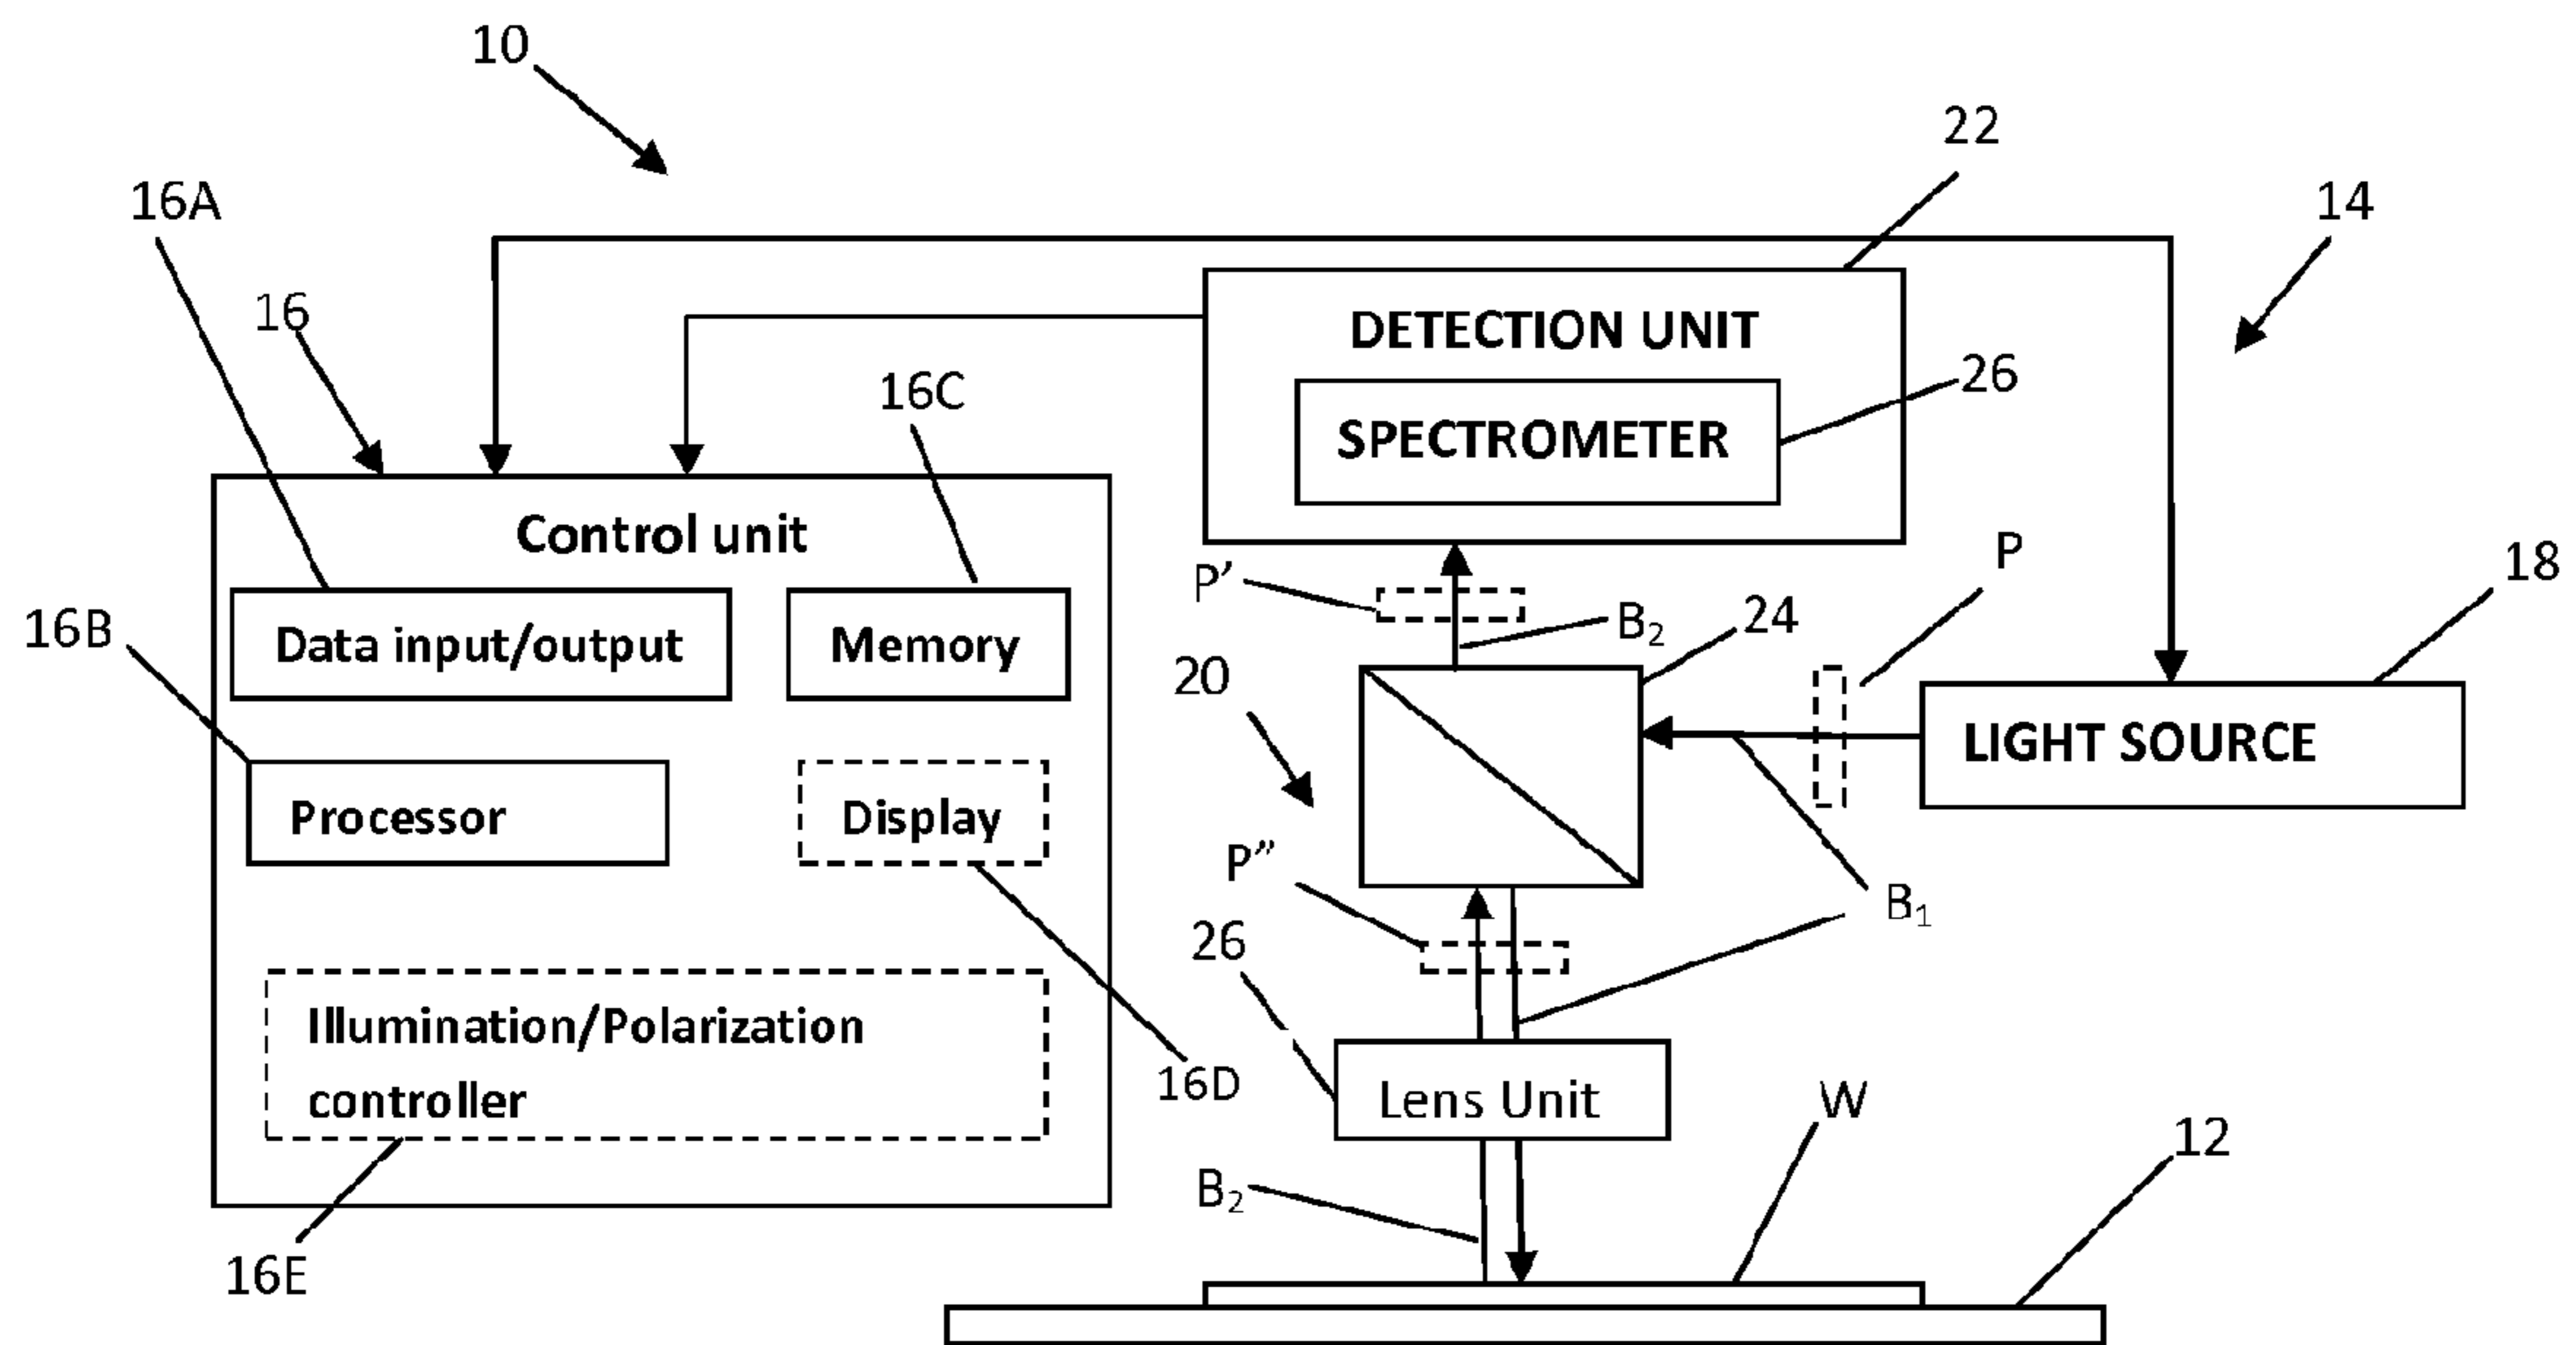 10
22
16A
14
16
DETECTION UNIT
26
16C
SPECTROMETER
Control unit
P
18
P’
B₂
24
16B
Data input/output
Memory
20
LIGHT SOURCE
Processor
Display
P”
B₁
26
Illumination/Polarization
controller
16D
Lens Unit
W
12
B₂
16E